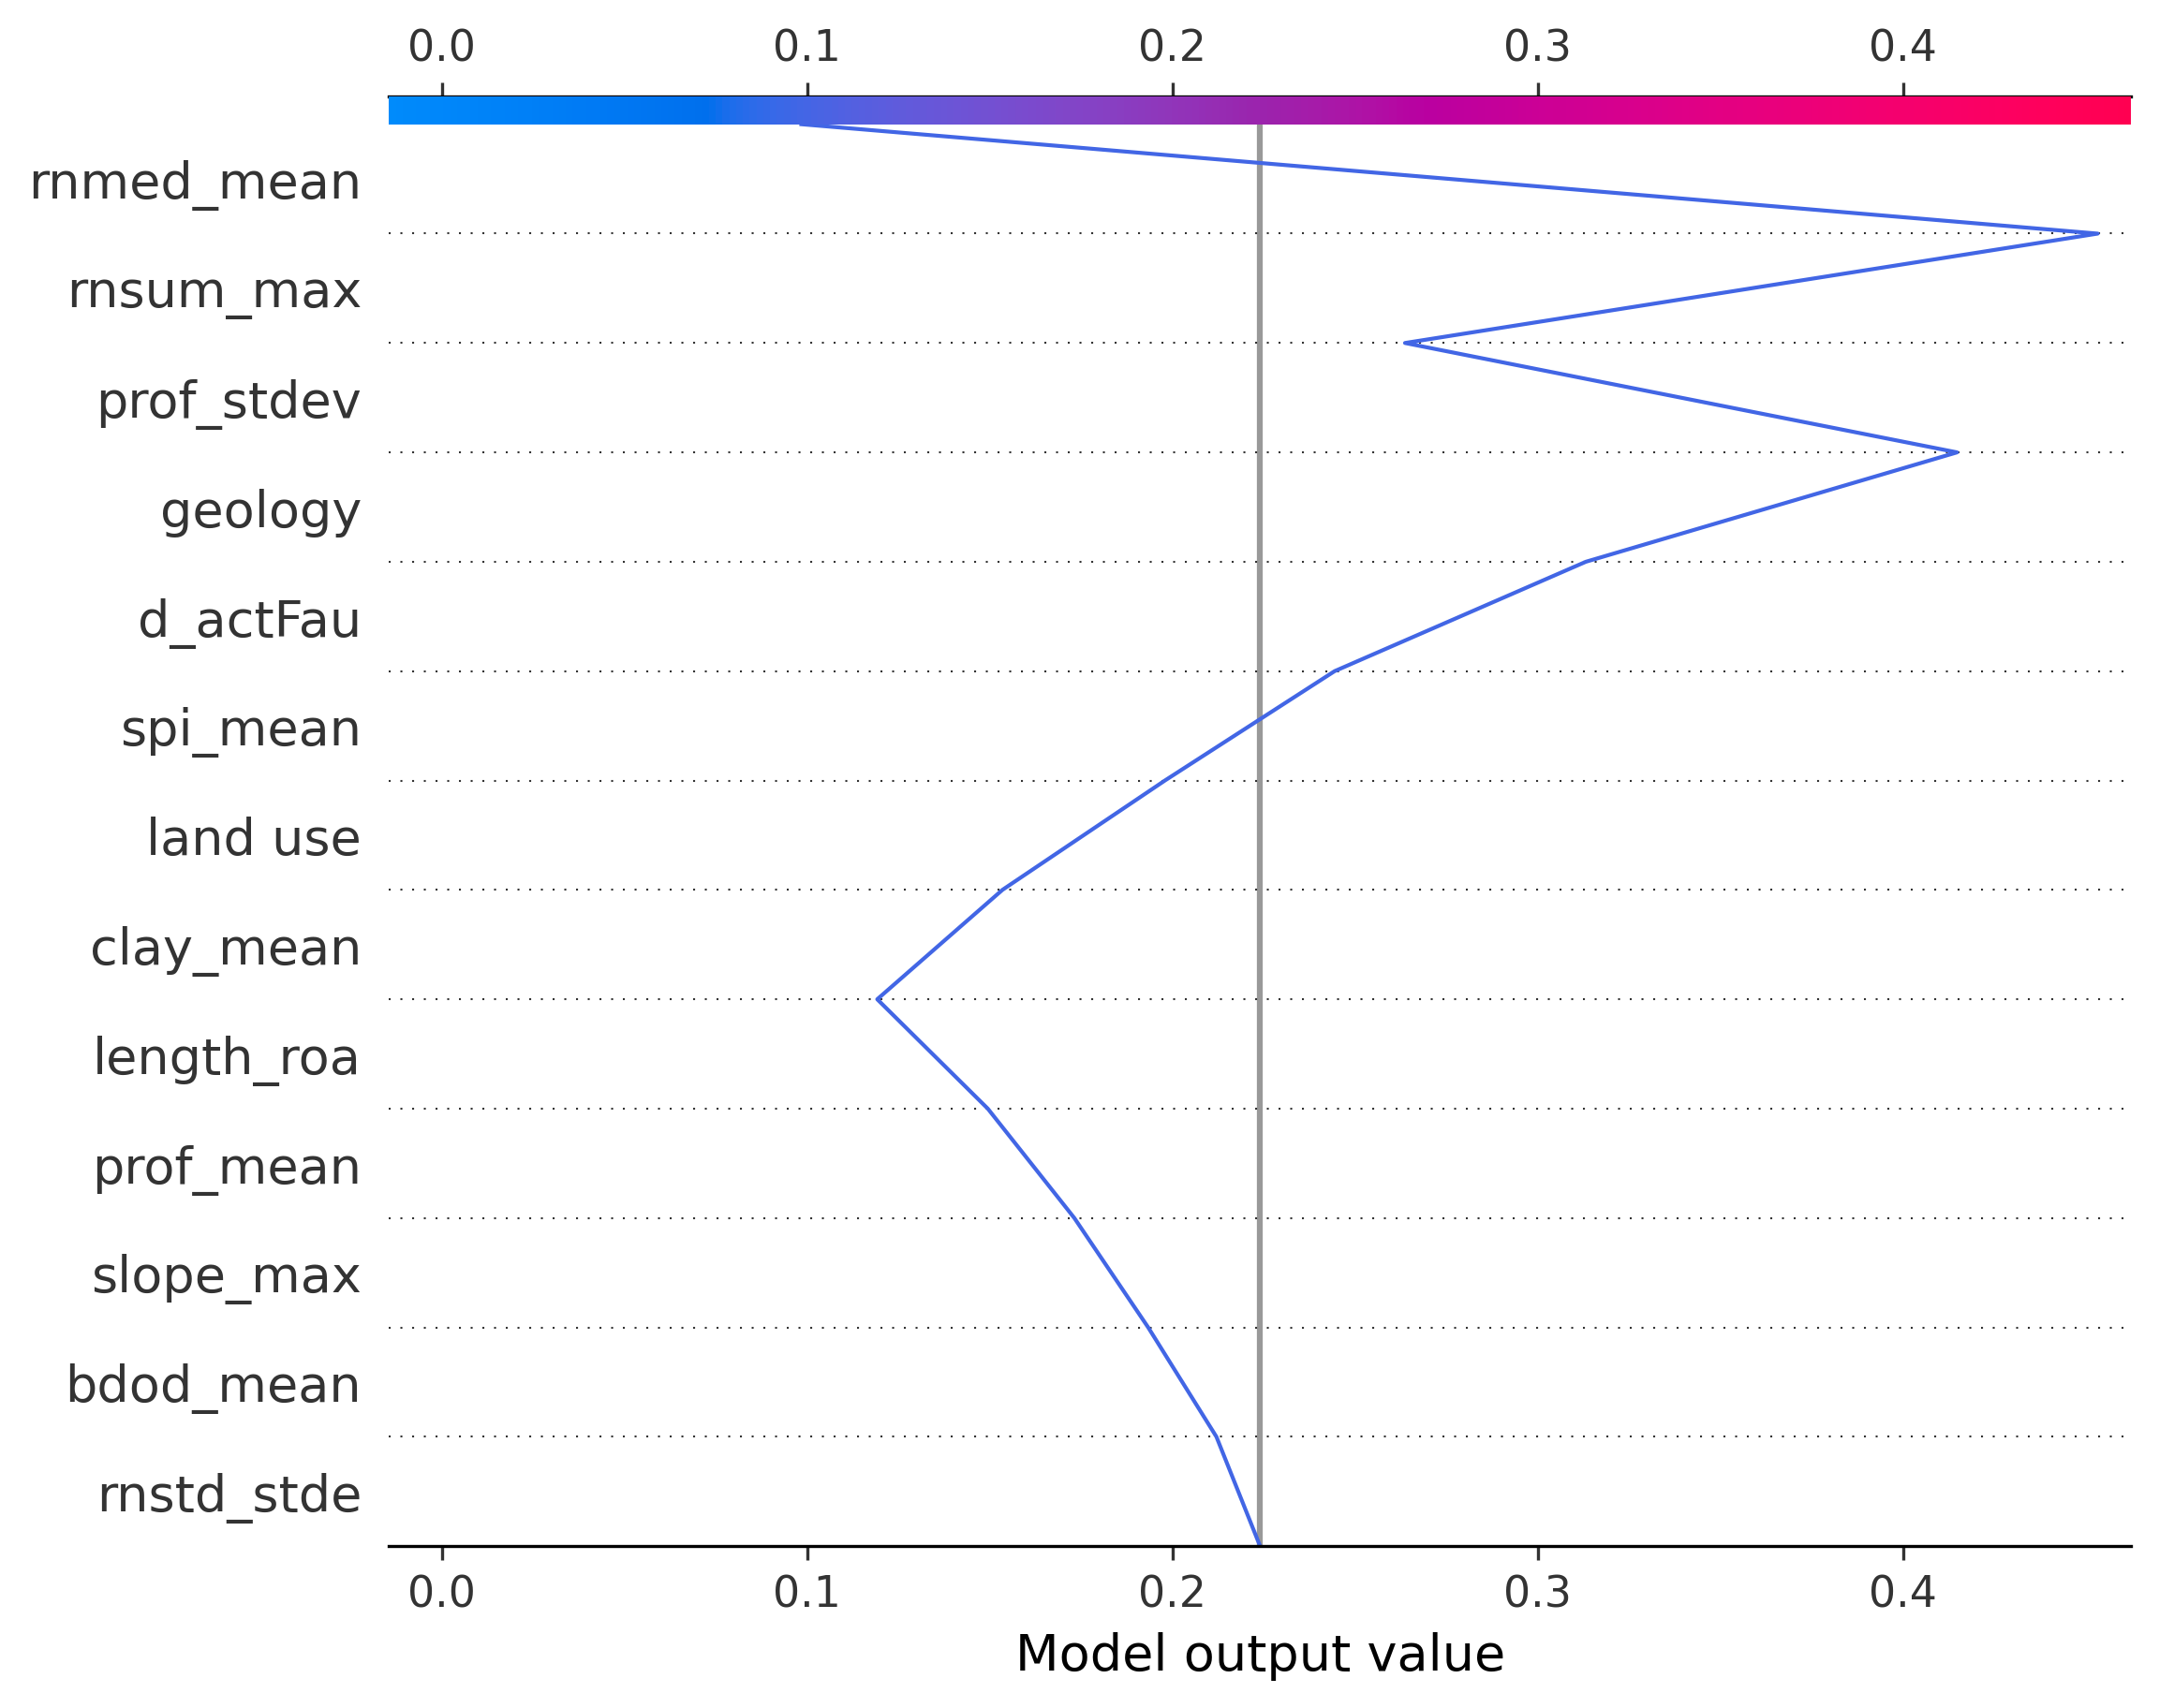 0.0 0.1 0.2 0.3 0.4
rnmed_mean
rnsum_max
prof_stdev
geology
d_actFau
spi_mean
land use
clay_mean
length_roa
prof_mean
slope_max
bdod_mean
rnstd_stde
0.0 0.1 0.2 0.3 0.4
Model output value